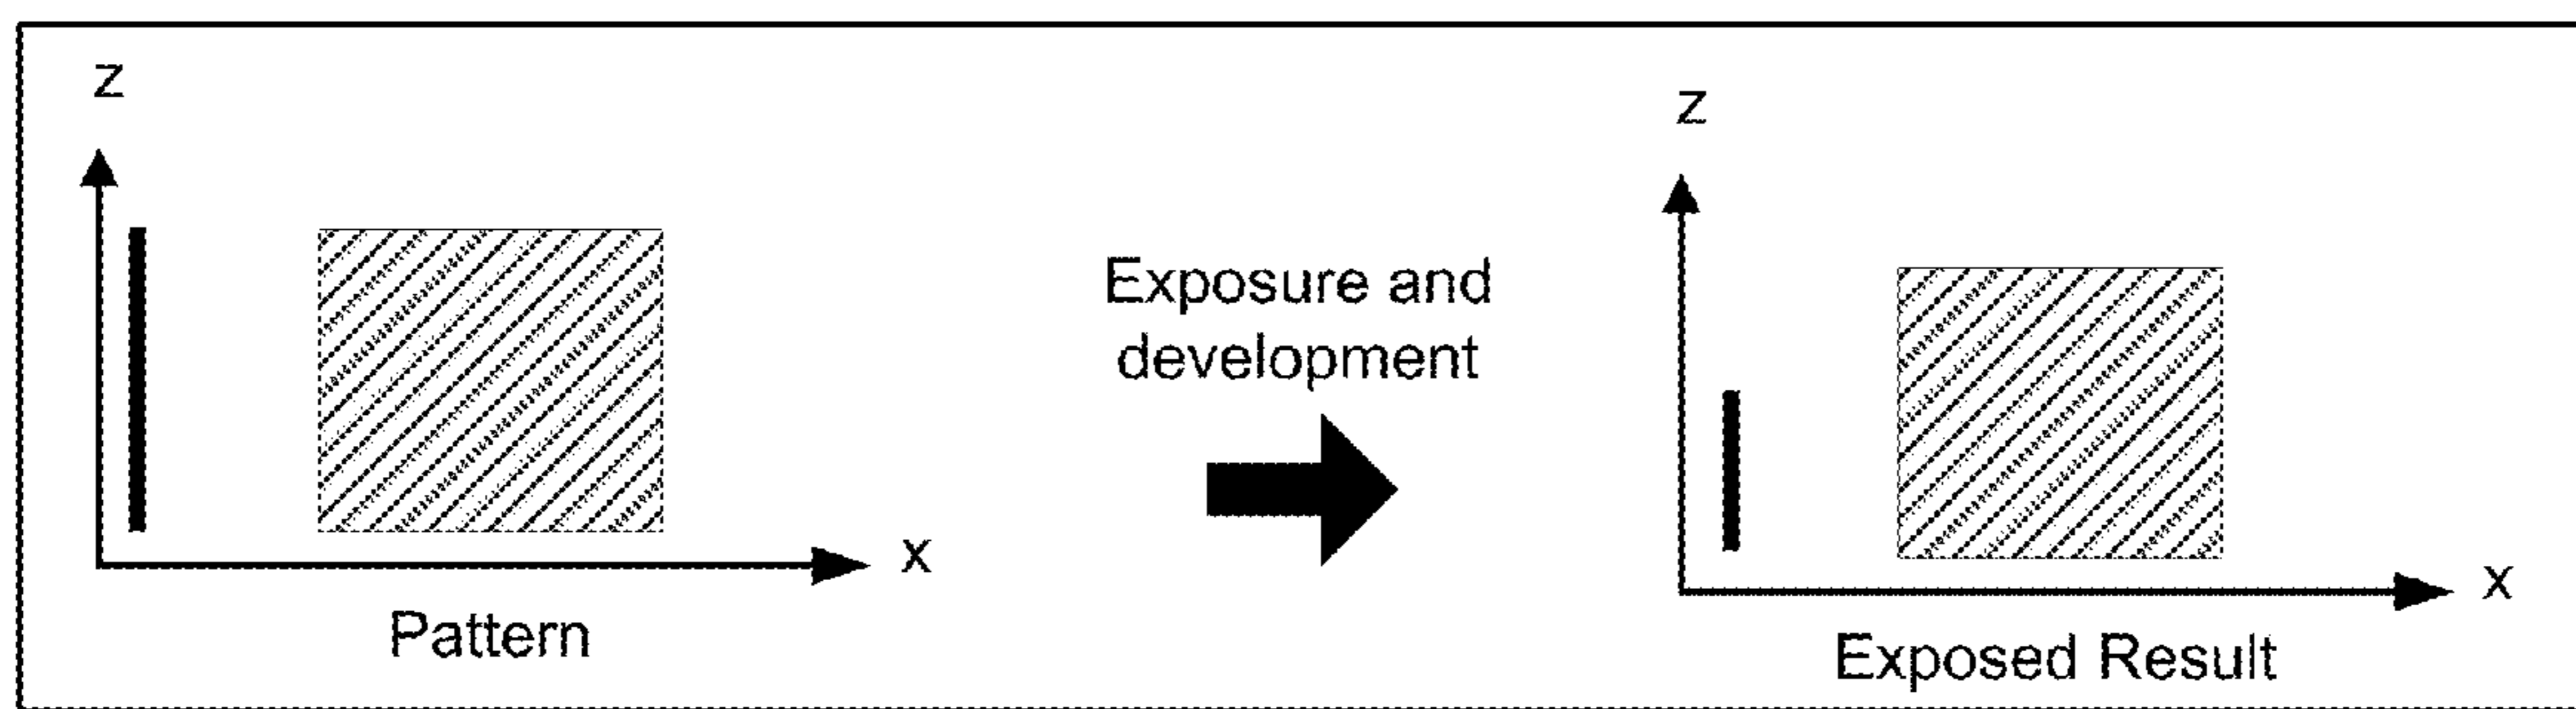 z
x
Pattern
Exposure and
development
z
x
Exposed Result